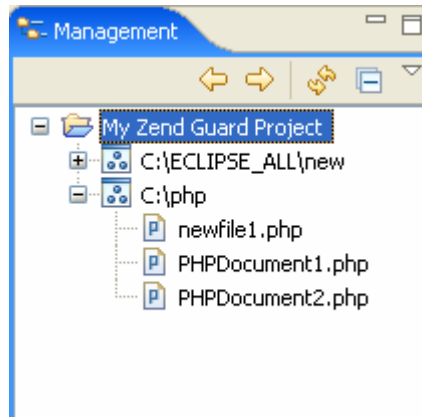 Management
My Zend Guard Project
C:\ECLIPSE_ALL\new
C:\php
newfile1.php
PHPDocument1.php
PHPDocument2.php